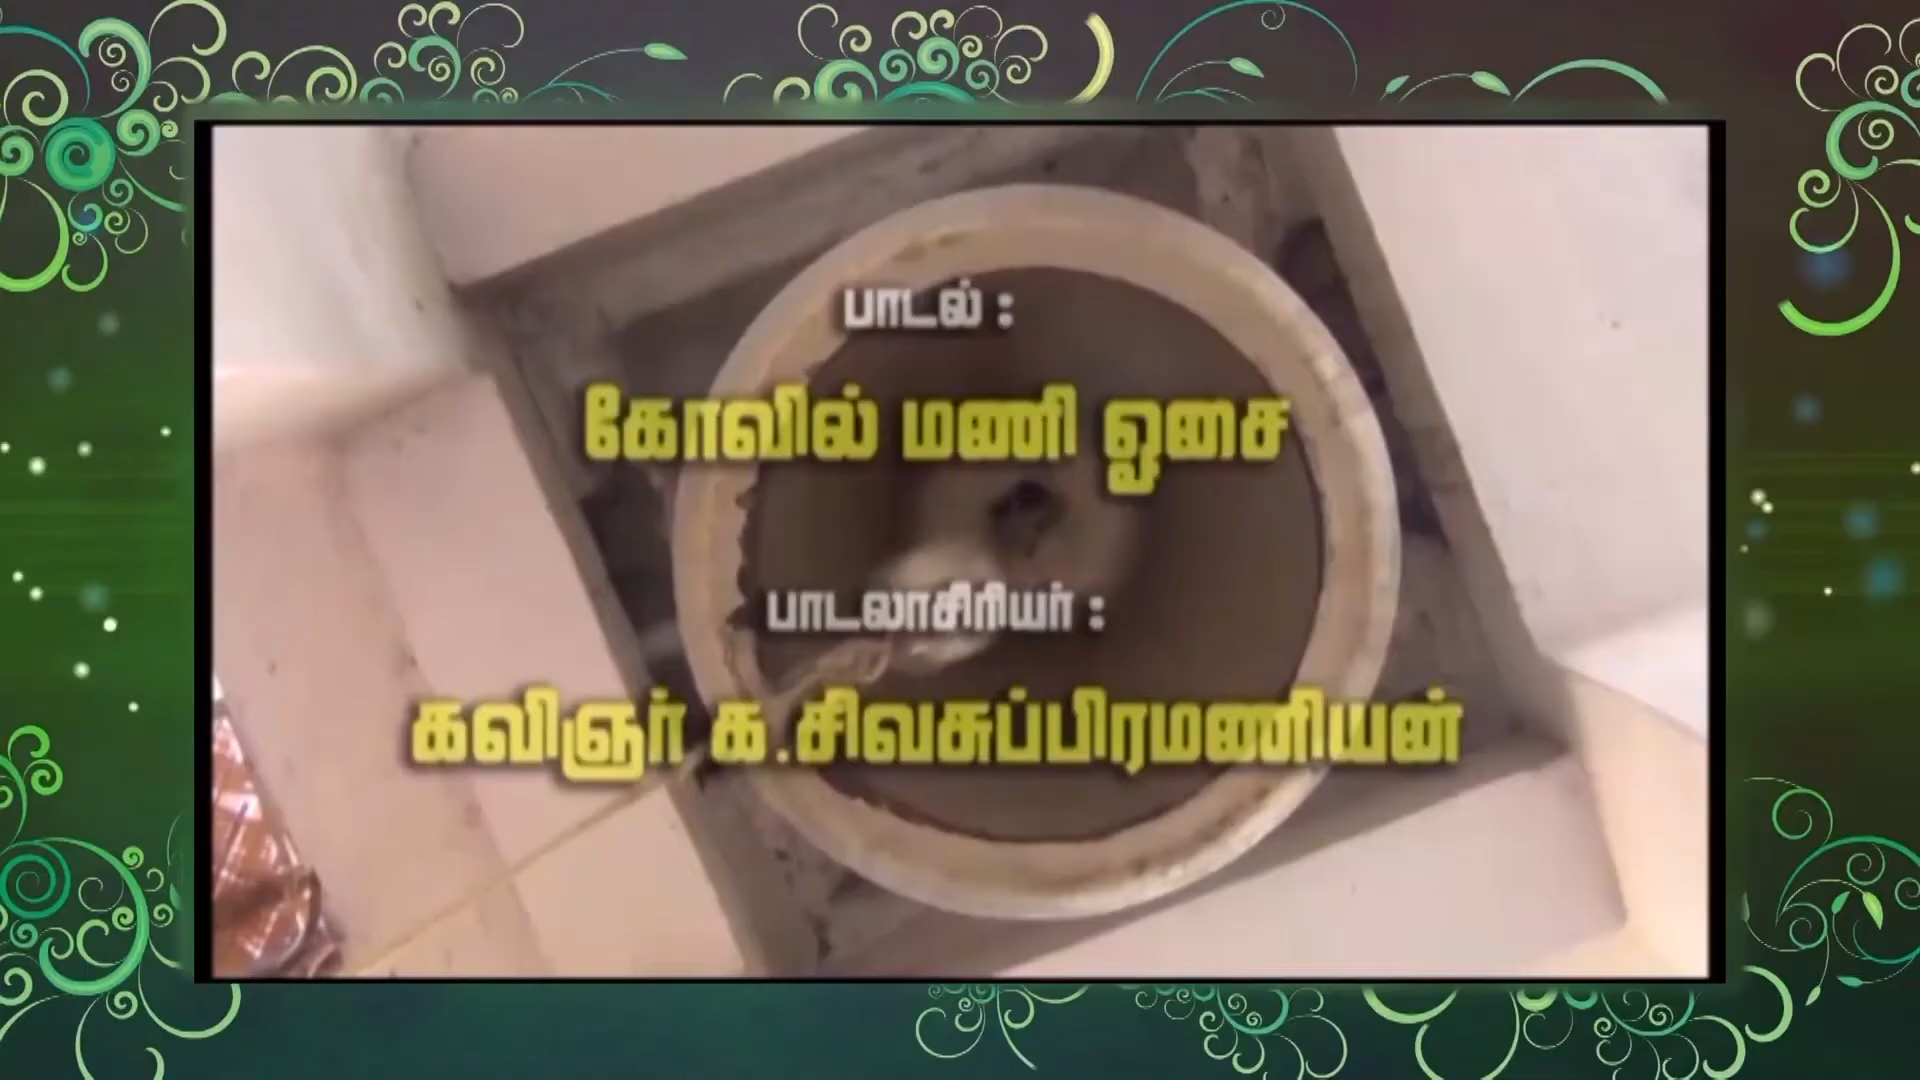 பாடல் :
கோவில் மணி ஓசை
பாடலாசிரியர் :
கவிஞர் க.சிவசுப்பிரமணியன்